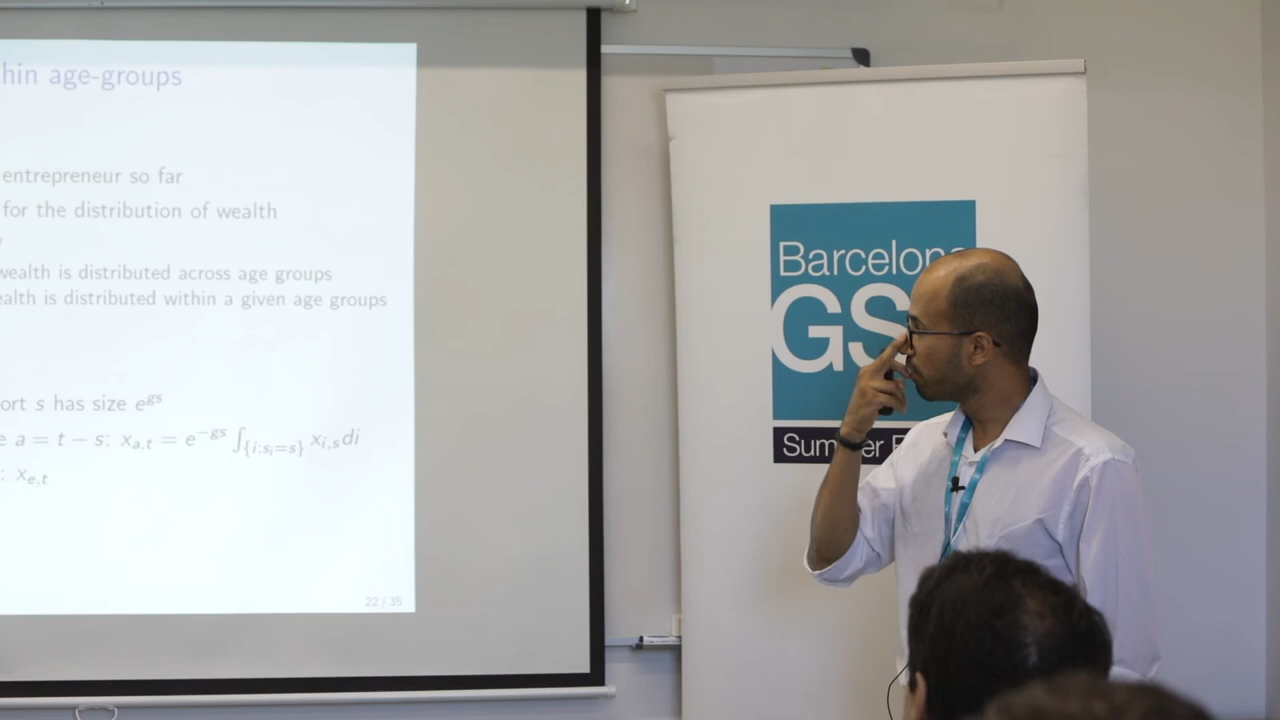 hin age-groups
entrepreneur so far
for the distribution of wealth
wealth is distributed across age groups
ealth is distributed within a given age groups
ort s has size e^{gs}
e a = t − s: x_{a,t} = e^{−gs} ∫_{\{i:s_i=s\}} x_{i,s}di
: x_{e,t}
22 / 35
Barcelona
GS
Summer F